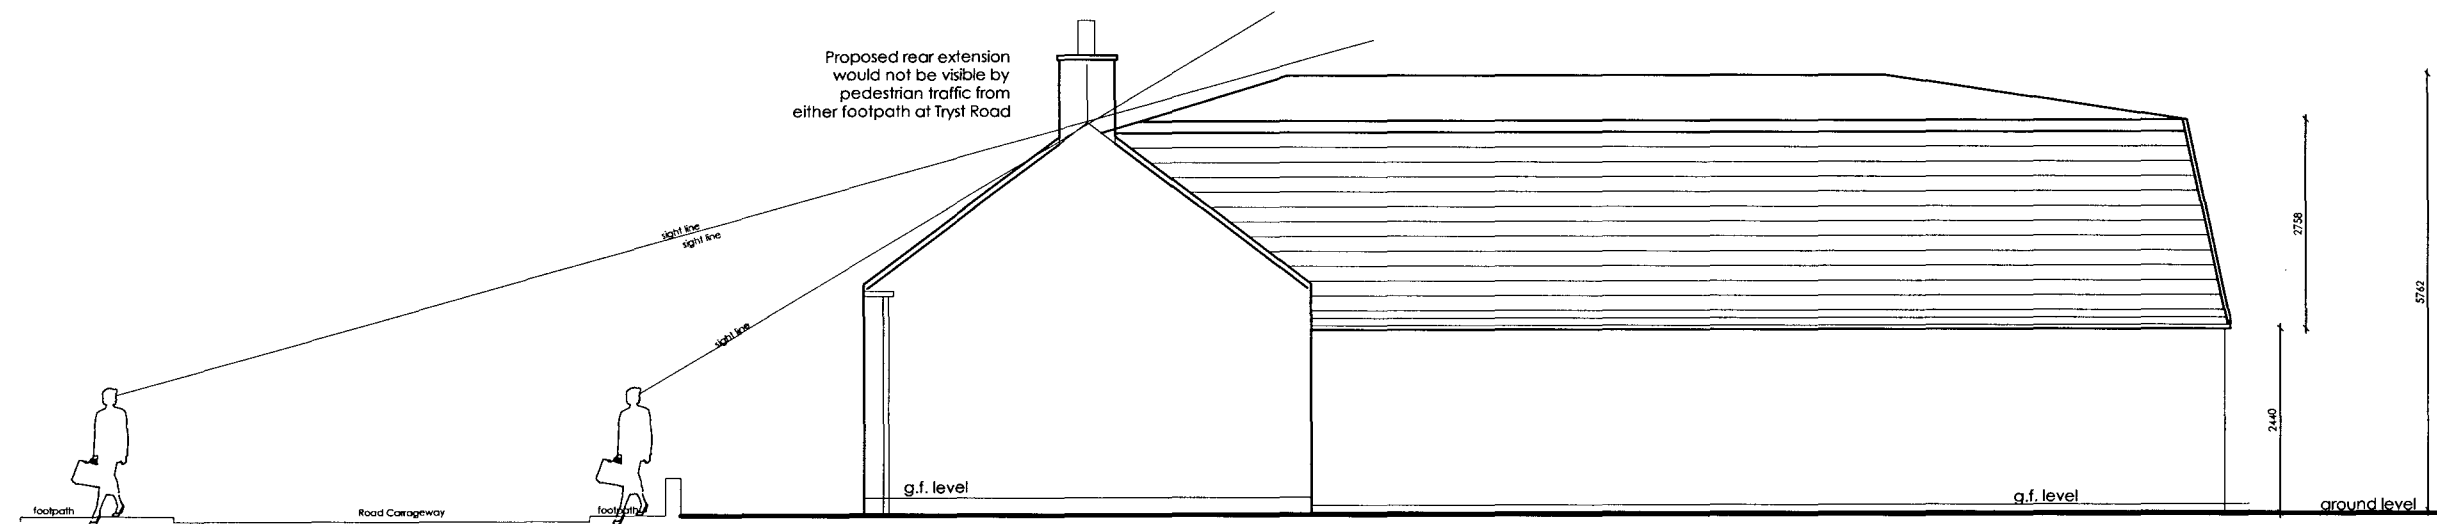 Proposed rear extension
would not be visible by
pedestrian traffic from
either footpath at Tryst Road
sight line
sight line
sight line
2758
5762
2440
g.f. level
g.f. level
ground level
footpath
Road Carrageway
footpath